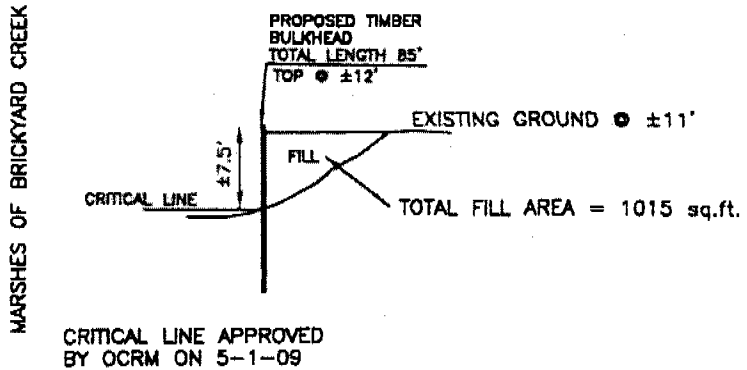 MARSHES OF BRICKYARD CREEK
PROPOSED TIMBER
BULKHEAD
TOTAL LENGTH 85'
TOP @ ±12'
EXISTING GROUND @ ±11'
±7.5'
FILL
CRITICAL LINE
TOTAL FILL AREA = 1015 sq.ft.
CRITICAL LINE APPROVED
BY OCRM ON 5-1-09